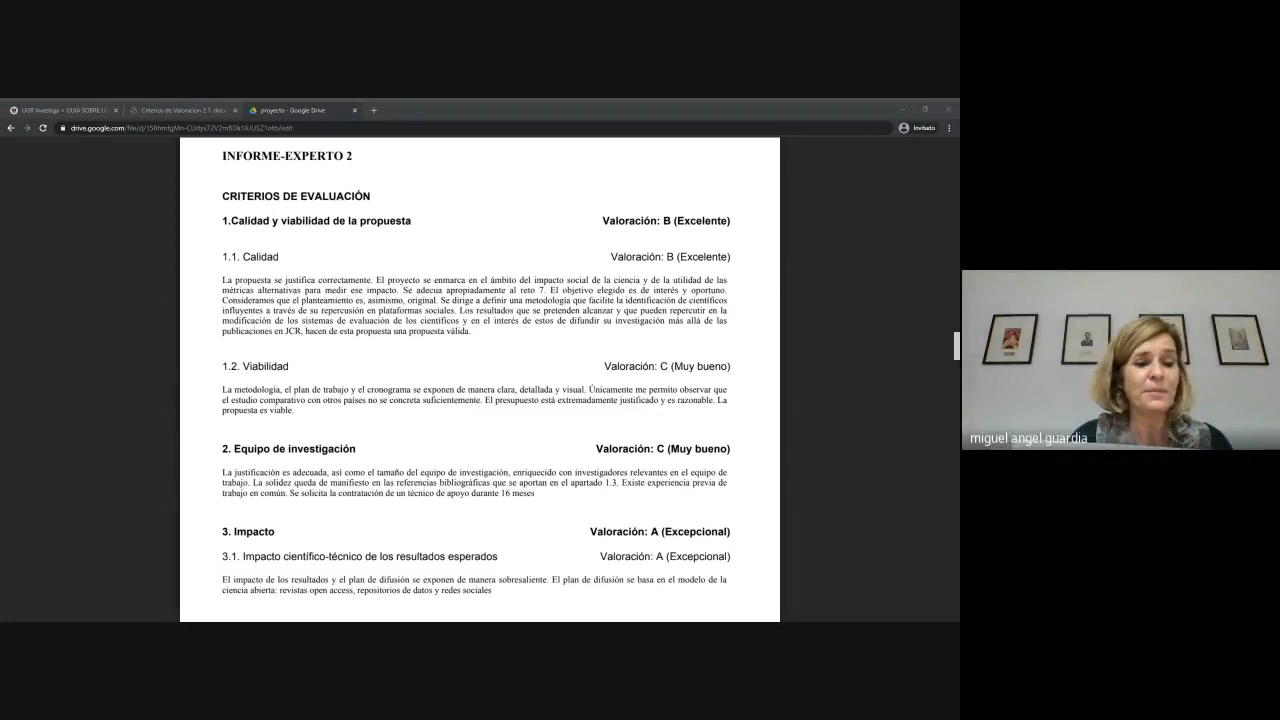 UGR Investiga > GUÍA SOBRE LO
Criterios de Valoracion 2.1. docu
proyecto - Google Drive
Invitado
INFORME-EXPERTO 2
CRITERIOS DE EVALUACIÓN
1.Calidad y viabilidad de la propuesta Valoración: B (Excelente)
1.1. Calidad Valoración: B (Excelente)
La propuesta se justifica correctamente. El proyecto se enmarca en el ámbito del impacto social de la ciencia y de la utilidad de las
métricas alternativas para medir ese impacto. Se adecua apropiadamente al reto 7. El objetivo elegido es de interés y oportuno.
Consideramos que el planteamiento es, asimismo, original. Se dirige a definir una metodología que facilite la identificación de científicos
influyentes a través de su repercusión en plataformas sociales. Los resultados que se pretenden alcanzar y que pueden repercutir en la
modificación de los sistemas de evaluación de los científicos y en el interés de estos de difundir su investigación más allá de las
publicaciones en JCR, hacen de esta propuesta una propuesta válida.
1.2. Viabilidad Valoración: C (Muy bueno)
La metodología, el plan de trabajo y el cronograma se exponen de manera clara, detallada y visual. Únicamente me permito observar que
el estudio comparativo con otros países no se concreta suficientemente. El presupuesto está extremadamente justificado y es razonable. La
propuesta es viable.
2. Equipo de investigación Valoración: C (Muy bueno)
La justificación es adecuada, así como el tamaño del equipo de investigación, enriquecido con investigadores relevantes en el equipo de
trabajo. La solidez queda de manifiesto en las referencias bibliográficas que se aportan en el apartado 1.3. Existe experiencia previa de
trabajo en común. Se solicita la contratación de un técnico de apoyo durante 16 meses
3. Impacto Valoración: A (Excepcional)
3.1. Impacto científico-técnico de los resultados esperados Valoración: A (Excepcional)
El impacto de los resultados y el plan de difusión se exponen de manera sobresaliente. El plan de difusión se basa en el modelo de la
ciencia abierta: revistas open access, repositorios de datos y redes sociales
miguel angel guardia